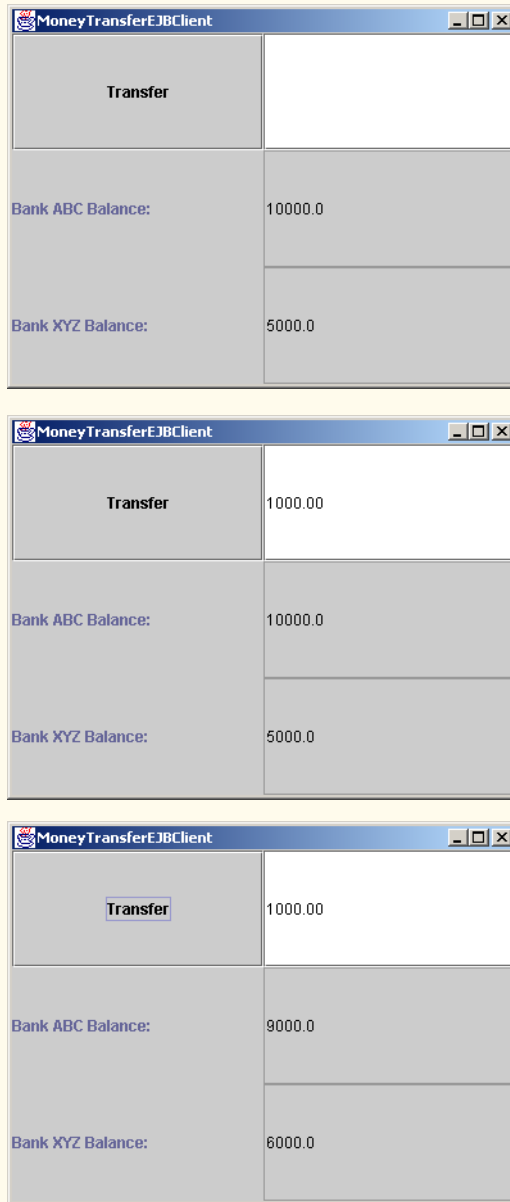 MoneyTransferEJBClient
Transfer
Bank ABC Balance: 10000.0
Bank XYZ Balance: 5000.0
MoneyTransferEJBClient
Transfer 1000.00
Bank ABC Balance: 10000.0
Bank XYZ Balance: 5000.0
MoneyTransferEJBClient
Transfer 1000.00
Bank ABC Balance: 9000.0
Bank XYZ Balance: 6000.0